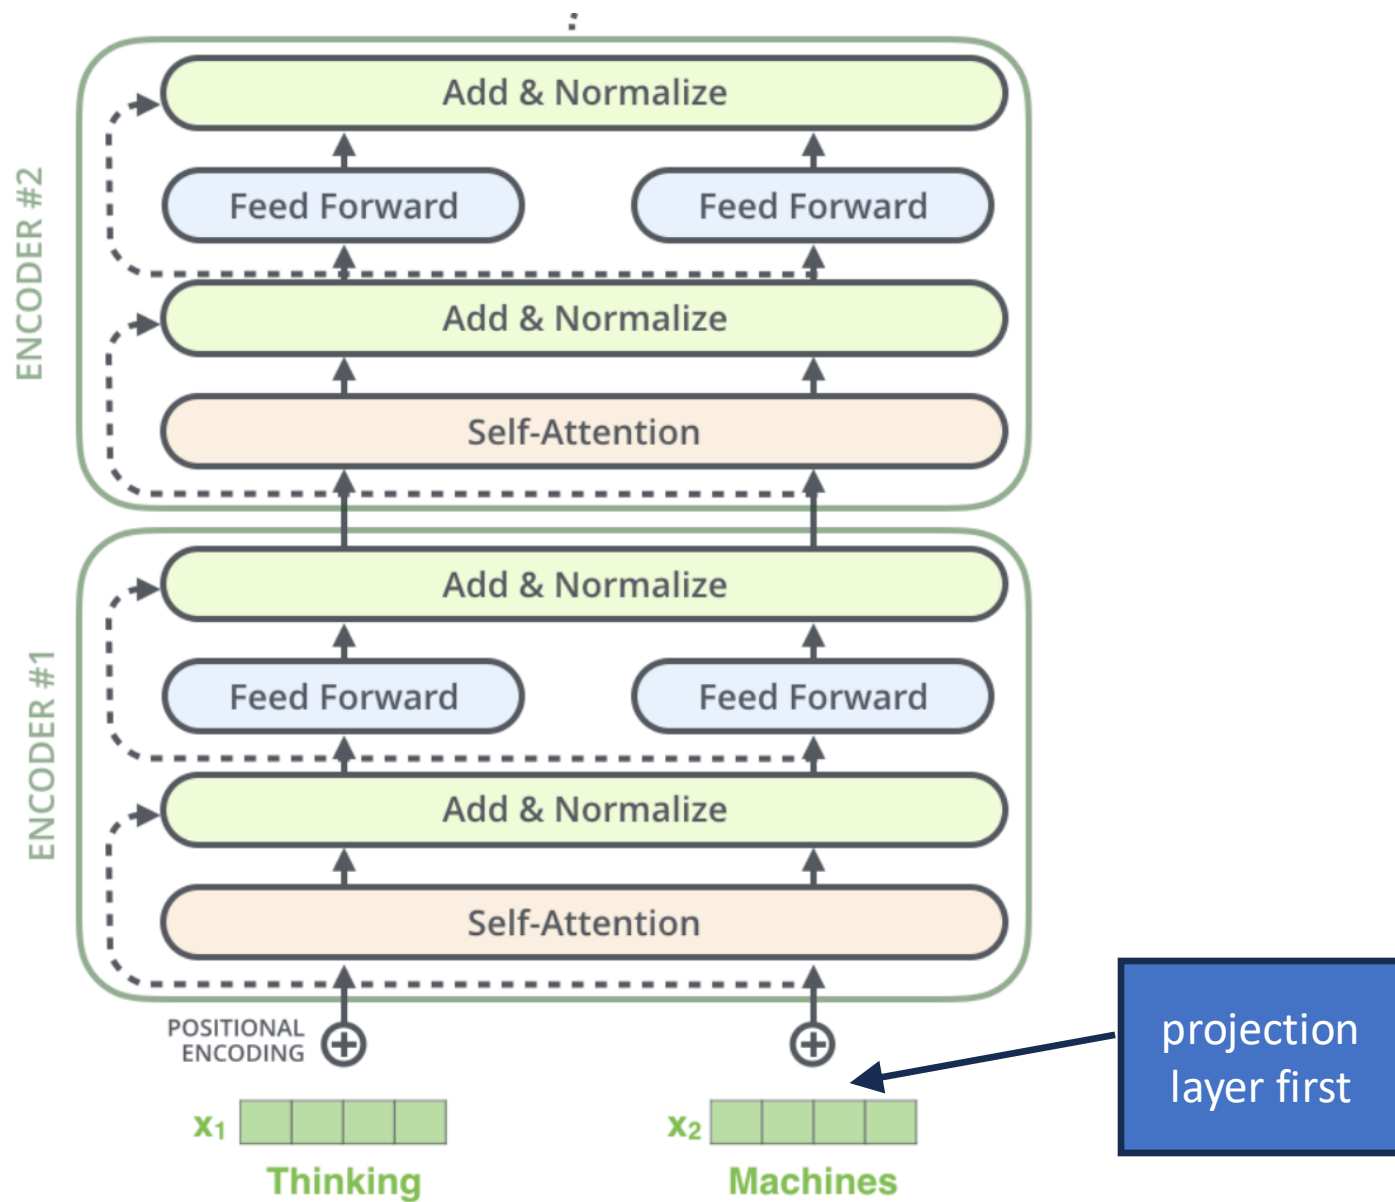 ENCODER #2
Add & Normalize
Feed Forward Feed Forward
Add & Normalize
Self-Attention
ENCODER #1
Add & Normalize
Feed Forward Feed Forward
Add & Normalize
Self-Attention
POSITIONAL
ENCODING
projection
layer first
x₁ x₂
Thinking Machines